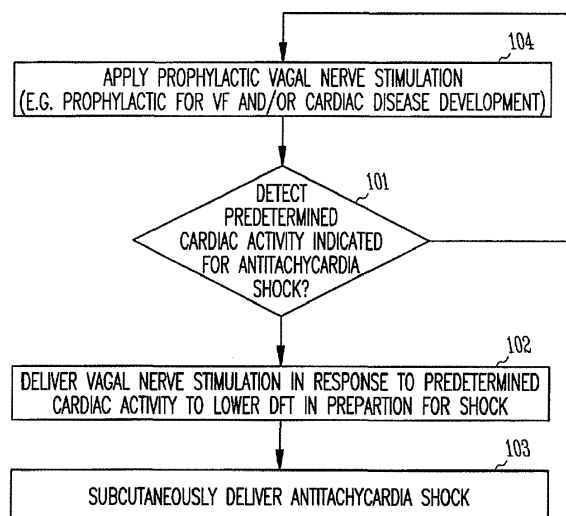 104
APPLY PROPHYLACTIC VAGAL NERVE STIMULATION
(E.G. PROPHYLACTIC FOR VF AND/OR CARDIAC DISEASE DEVELOPMENT)
101
DETECT
PREDETERMINED
CARDIAC ACTIVITY INDICATED
FOR ANTITACHYCARDIA
SHOCK?
102
DELIVER VAGAL NERVE STIMULATION IN RESPONSE TO PREDETERMINED
CARDIAC ACTIVITY TO LOWER DFT IN PREPARTION FOR SHOCK
103
SUBCUTANEOUSLY DELIVER ANTITACHYCARDIA SHOCK